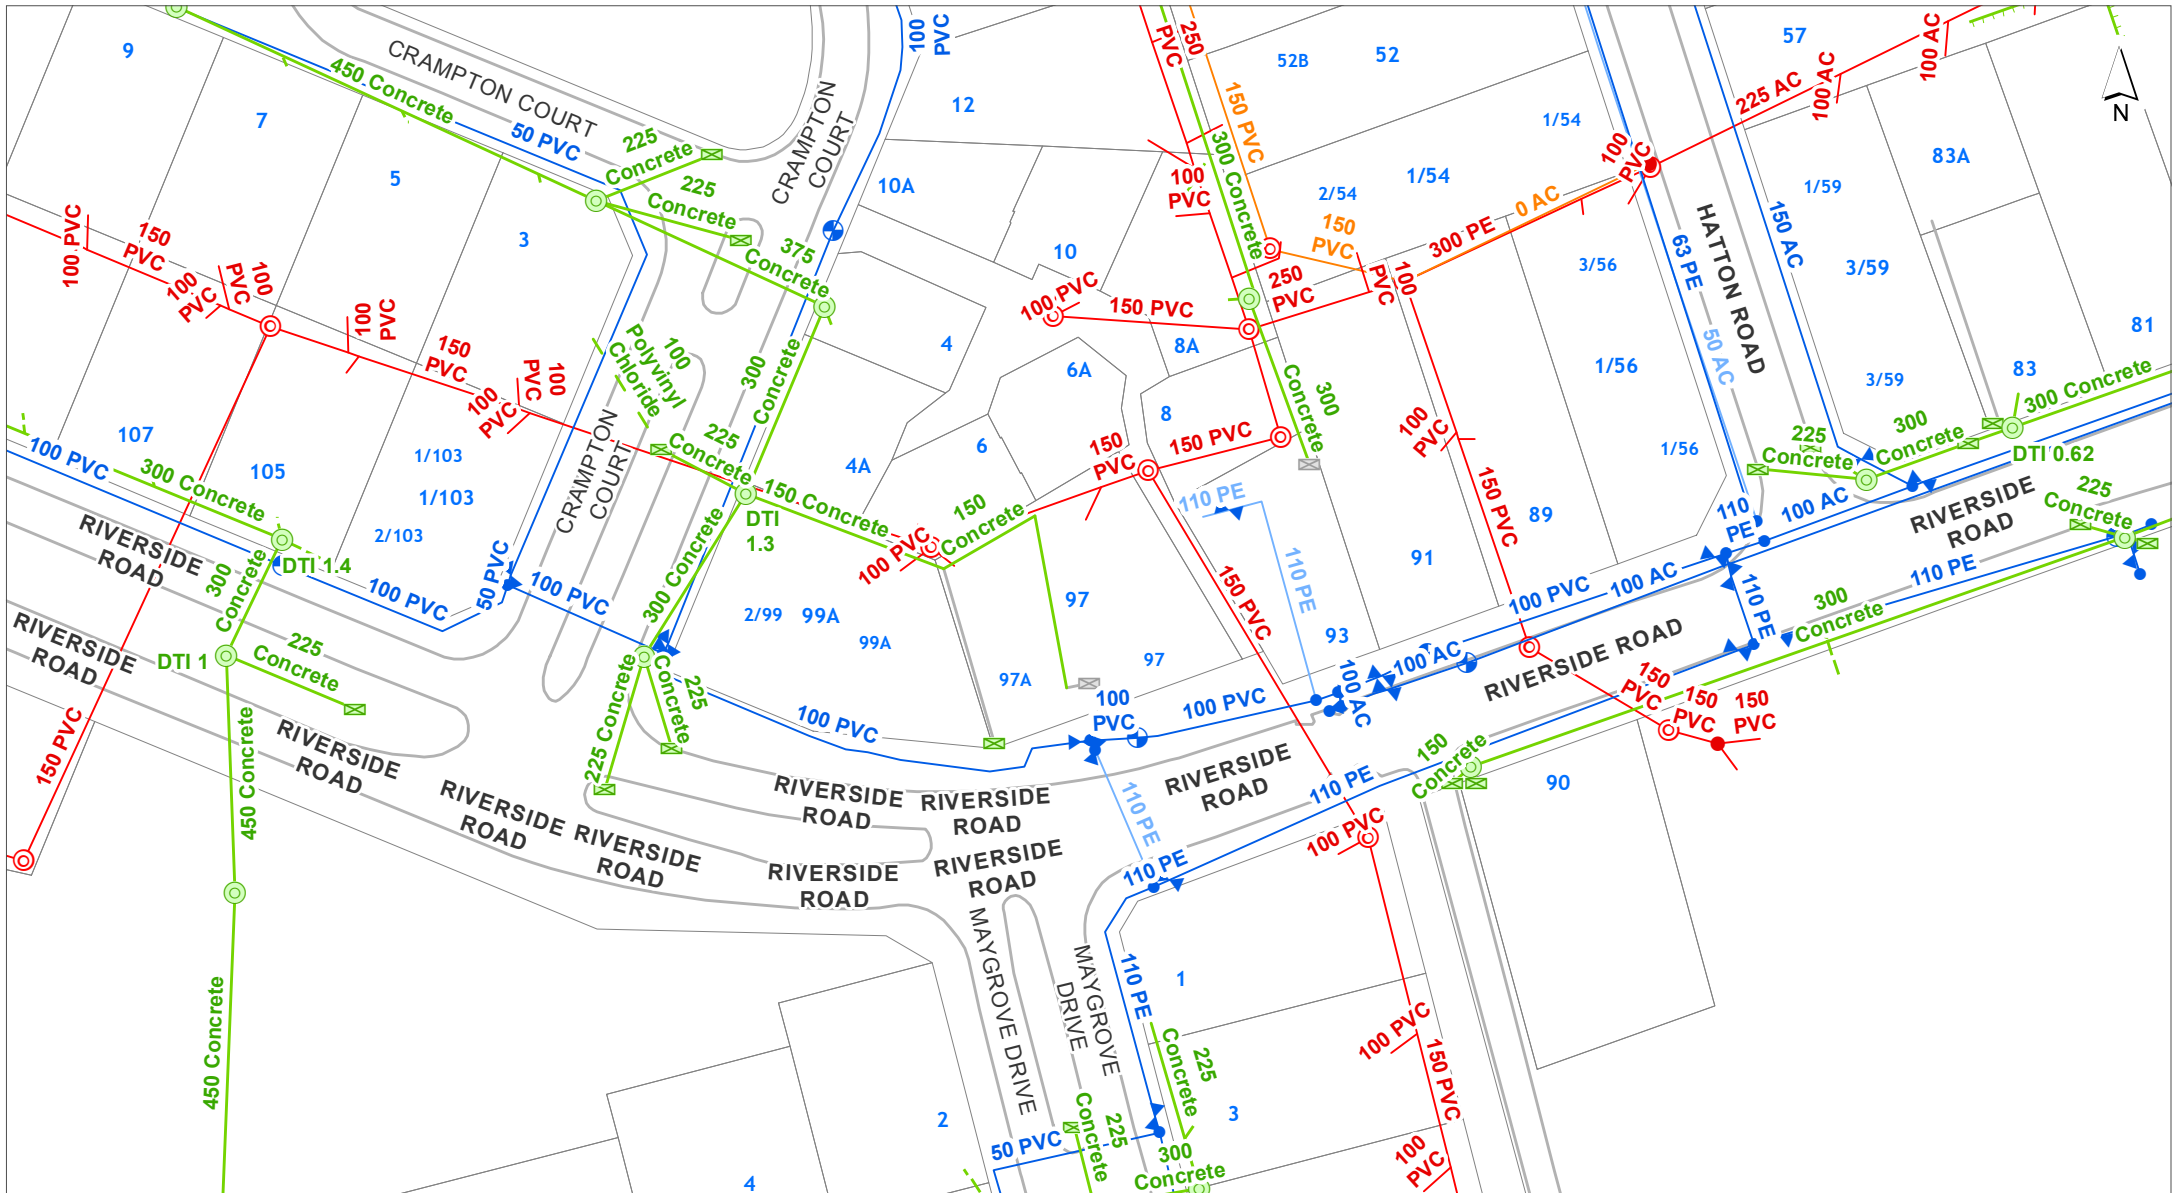 9
7
5
3
450 Concrete
CRAMPTON COURT
50 PVC
225
Concrete
225
Concrete
375
Concrete
CRAMPTON
COURT
100
PVC
12
10A
10
4
4A
6A
6
8A
8
250
PVC
150 PVC
300 Concrete
52B
52
1/54
1/54
2/54
100
PVC
150
PVC
0 AC
300 PE
100
PVC
250
PVC
100
PVC
225 AC
100 AC
100 AC
57
83A
1/59
3/59
3/59
81
83
N
HATTON ROAD
150 AC
63 PE
50 AC
3/56
1/56
1/56
100 PVC
150
PVC
100
PVC
100
PVC
100
PVC
150
PVC
100
PVC
100
PVC
100
Polyvinyl
Chloride
300
Concrete
100 PVC
150 PVC
300
Concrete
107
105
1/103
1/103
2/103
100 PVC
300 Concrete
RIVERSIDE
ROAD
DTI 1.4
300
Concrete
100 PVC
50 PVC
100 PVC
CRAMPTON
COURT
225
Concrete
DTI
1.3
150 Concrete
150
Concrete
100 PVC
150
PVC
150 PVC
110 PE
110 PE
150 PVC
100
PVC
150 PVC
89
91
93
97
97
97A
99A
99A
2/99
300 Concrete
225
Concrete
300
Concrete
300 Concrete
DTI 0.62
225
Concrete
RIVERSIDE
ROAD
110
PE
100 AC
100 AC
100 PVC
100 AC
100 AC
110 PE
110 PE
300
Concrete
RIVERSIDE ROAD
RIVERSIDE
ROAD
DTI 1
225
Concrete
150 PVC
450 Concrete
450 Concrete
300 Concrete
225 Concrete
225
Concrete
100 PVC
100
PVC
100 PVC
RIVERSIDE
ROAD
RIVERSIDE
ROAD
RIVERSIDE
ROAD
RIVERSIDE
ROAD
RIVERSIDE
ROAD
RIVERSIDE
ROAD
RIVERSIDE
ROAD
RIVERSIDE
ROAD
110 PE
110 PE
110 PE
150
Concrete
150
PVC
150
PVC
150
PVC
90
100 PVC
MAYGROVE DRIVE
MAYGROVE
DRIVE
110 PE
1
225
Concrete
3
225
Concrete
300
Concrete
50 PVC
2
4
100 PVC
150 PVC
100
PVC